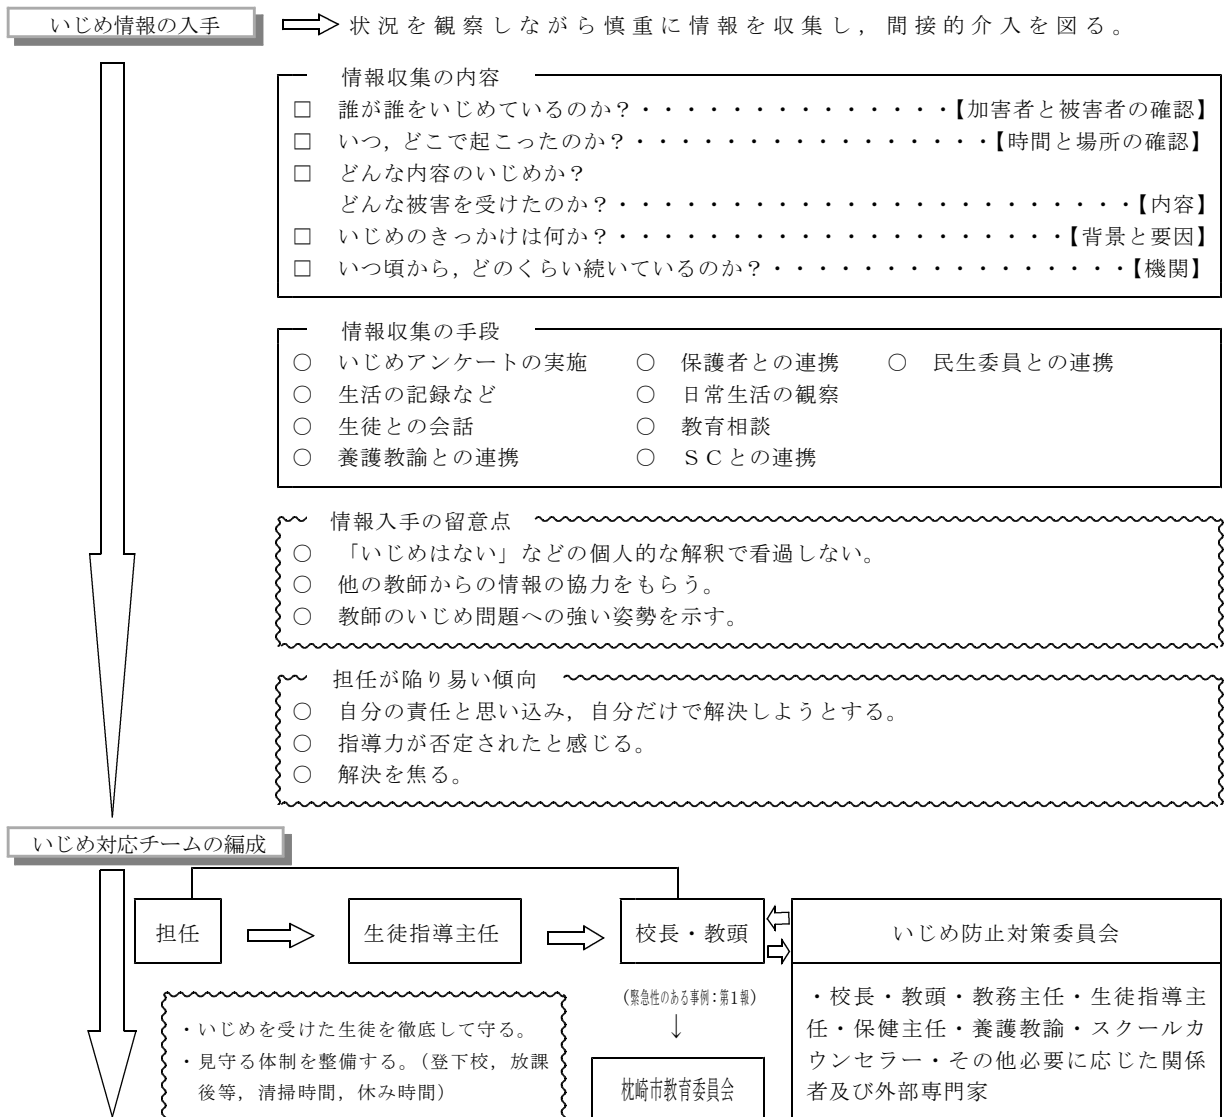 いじめ情報の入手
状況を観察しながら慎重に情報を収集し，間接的介入を図る。
情報収集の内容
□ 誰が誰をいじめているのか？・・・・・・・・・・・・・・【加害者と被害者の確認】
□ いつ，どこで起こったのか？・・・・・・・・・・・・・・・・【時間と場所の確認】
□ どんな内容のいじめか？
どんな被害を受けたのか？・・・・・・・・・・・・・・・・・・・・・・・【内容】
□ いじめのきっかけは何か？・・・・・・・・・・・・・・・・・・・・【背景と要因】
□ いつ頃から，どのくらい続いているのか？・・・・・・・・・・・・・・・・【機関】
情報収集の手段
○ いじめアンケートの実施 ○ 保護者との連携 ○ 民生委員との連携
○ 生活の記録など ○ 日常生活の観察
○ 生徒との会話 ○ 教育相談
○ 養護教諭との連携 ○ ＳＣとの連携
情報入手の留意点
○ 「いじめはない」などの個人的な解釈で看過しない。
○ 他の教師からの情報の協力をもらう。
○ 教師のいじめ問題への強い姿勢を示す。
担任が陥り易い傾向
○ 自分の責任と思い込み，自分だけで解決しようとする。
○ 指導力が否定されたと感じる。
○ 解決を焦る。
いじめ対応チームの編成
担任
生徒指導主任
校長・教頭
いじめ防止対策委員会
・いじめを受けた生徒を徹底して守る。
・見守る体制を整備する。（登下校，放課
後等，清掃時間，休み時間）
（緊急性のある事例：第1報）
↓
枕崎市教育委員会
・校長・教頭・教務主任・生徒指導主
任・保健主任・養護教諭・スクールカ
ウンセラー・その他必要に応じた関係
者及び外部専門家